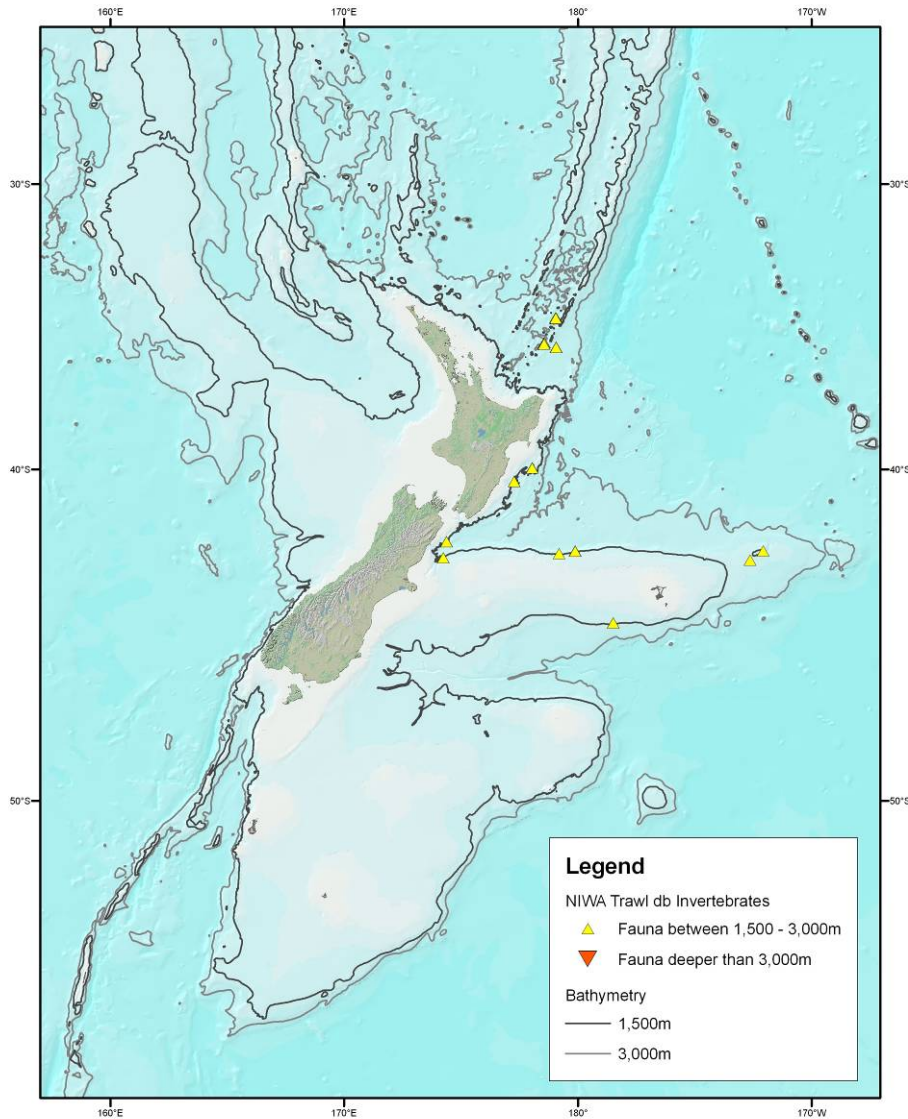 160°E 170°E 180° 170°W
30°S 30°S
40°S 40°S
50°S 50°S
Legend
NIWA Trawl db Invertebrates
Fauna between 1,500 - 3,000m
Fauna deeper than 3,000m
Bathymetry
1,500m
3,000m
160°E 170°E 180° 170°W